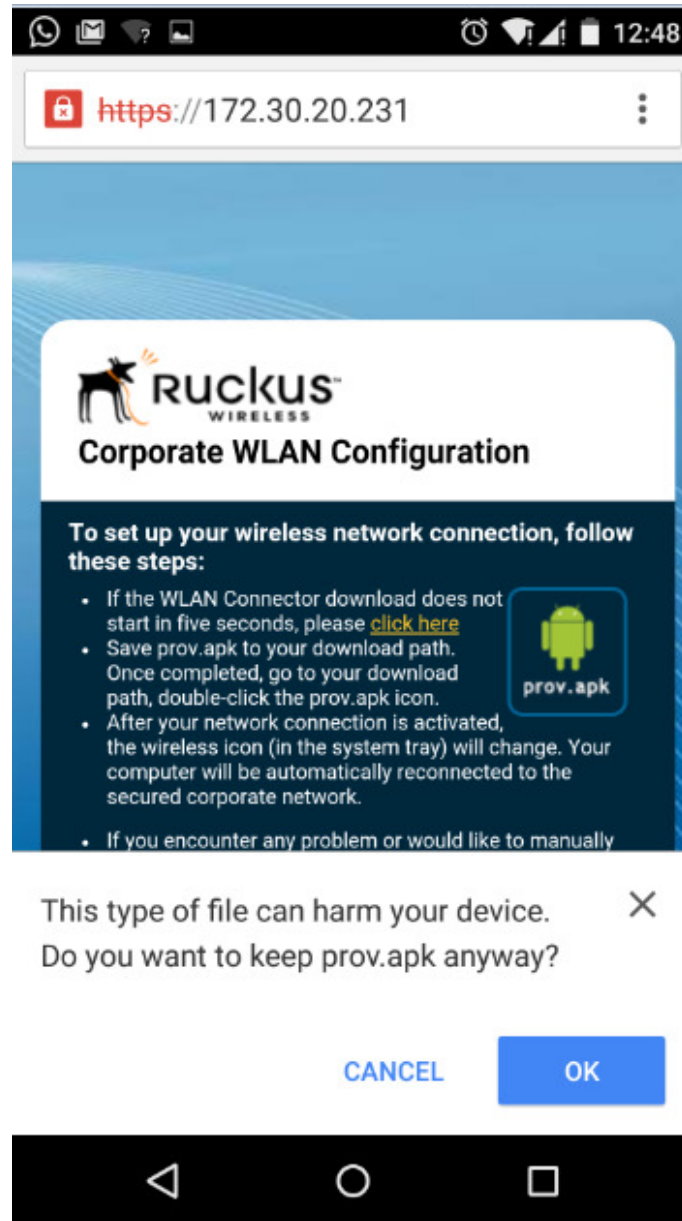 12:48
https://172.30.20.231
RUCKUS™
WIRELESS
Corporate WLAN Configuration
To set up your wireless network connection, follow
these steps:
• If the WLAN Connector download does not
start in five seconds, please click here
• Save prov.apk to your download path.
Once completed, go to your download
path, double-click the prov.apk icon.
prov.apk
• After your network connection is activated,
the wireless icon (in the system tray) will change. Your
computer will be automatically reconnected to the
secured corporate network.
• If you encounter any problem or would like to manually
This type of file can harm your device.
Do you want to keep prov.apk anyway?
CANCEL
OK